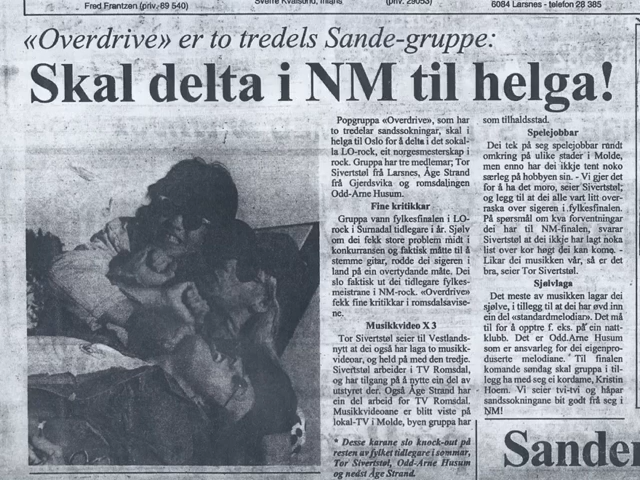 Fred Frantzen (priv. 89 540)
Sverre Kvalsund,
(priv. 29053)
6084 Larsnes - telefon 28 385
«Overdrive» er to tredels Sande-gruppe:
Skal delta i NM til helga!
Popgruppa «Overdrive», som har
to tredelar sandssokningar, skal i
helga til Oslo for å delta i det sokal-
la LO-rock, eit norgesmesterskap i
rock. Gruppa har tre medlemar; Tor
Sivertstøl frå Larsnes, Åge Strand
frå Gjerdsvika og romsdalingen
Odd-Arne Husum.
Fine kritikkar
Gruppa vann fylkesfinalen i LO-
rock i Surnadal tidlegare i år. Sjølv
om dei fekk store problem midt i
konkurransen og faktisk måtte til å
stemme gitar, rodde dei sigeren i
land på ein overtydande måte. Dei
slo faktisk ut dei tidlegare fylkes-
meistrane i NM-rock. «Overdrive»
fekk fine kritikkar i romsdalsavise-
ne.
Musikkvideo X 3
Tor Sivertstøl seier til Vestlands-
nytt at dei også har laga to musikk-
videoar, og held på med den tredje.
Sivertstøl arbeider i TV Romsdal,
og har tilgang på å nytte ein del av
utstyret der. Også Åge Strand har
ein del arbeid for TV Romsdal.
Musikkvideoane er blitt viste på
lokal-TV i Molde, byen gruppa har
* Desse karane slo knock-out på
resten av fylket tidlegare i sommar,
Tor Sivertstøl, Odd-Arne Husum
og nedst Åge Strand.
som tilhaldsstad.
Spelejobbar
Dei tek på seg spelejobbar rundt
omkring på ulike stader i Molde,
men enno har dei ikkje tent noko
særleg på hobbyen sin. - Vi gjer det
for å ha det moro, seier Sivertstøl,
og legg til at dei alle vart litt over-
raska over sigeren i fylkesfinalen.
På spørsmål om kva forventningar
dei har til NM-finalen, svarar
Sivertstøl at dei ikkje har lagt noka
list over kor høgt dei kan kome. -
Likar dei musikken vår, så er det
bra, seier Tor Sivertstøl.
Sjølvlaga
Det meste av musikken lagar dei
sjølve, i tillegg til at dei har øvd inn
ein del «standardmelodiar». Det må
til for å opptre f. eks. på ein natt-
klubb. Det er Odd.Arne Husum
som er ansvarleg for dei eigenpro-
duserte melodiane. Til finalen
komande søndag skal gruppa i til-
legg ha med seg ei kordame, Kristin
Hoem. Vi seier tvi-tvi og håpar
sandssokningane bit godt frå seg i
NM!
Sander